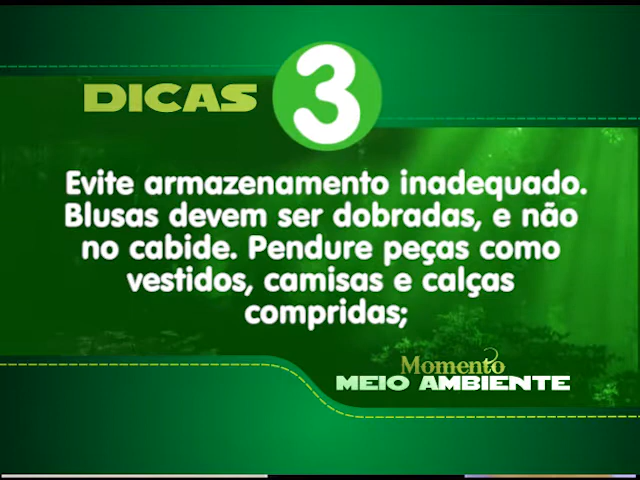 DICAS 3
Evite armazenamento inadequado.
Blusas devem ser dobradas, e não
no cabide. Pendure peças como
vestidos, camisas e calças
compridas;
Momento
MEIO AMBIENTE